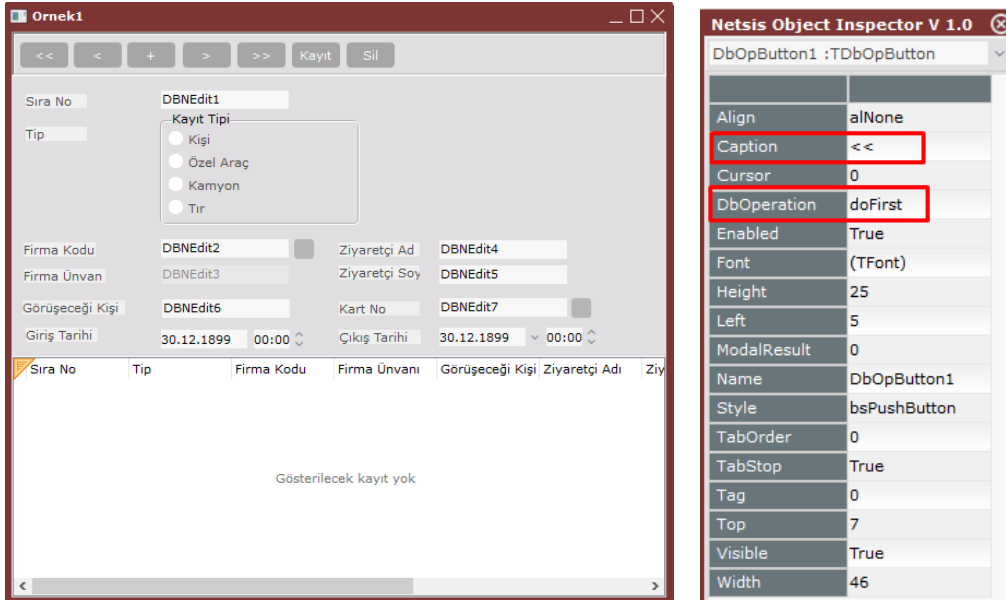 Ornek1
<< < + > >> Kayıt Sil
Sıra No DBNEdit1
Tip Kayıt Tipi
Kişi
Özel Araç
Kamyon
Tır
Firma Kodu DBNEdit2 Ziyaretçi Ad DBNEdit4
Firma Ünvan DBNEdit3 Ziyaretçi Soy DBNEdit5
Görüşeceği Kişi DBNEdit6 Kart No DBNEdit7
Giriş Tarihi 30.12.1899 00:00 Çıkış Tarihi 30.12.1899 00:00
Sıra No Tip Firma Kodu Firma Ünvanı Görüşeceği Kişi Ziyaretçi Adı Ziy
Gösterilecek kayıt yok
Netsis Object Inspector V 1.0
DbOpButton1 :TDbOpButton
Align alNone
Caption <<
Cursor 0
DbOperation doFirst
Enabled True
Font (TFont)
Height 25
Left 5
ModalResult 0
Name DbOpButton1
Style bsPushButton
TabOrder 0
TabStop True
Tag 0
Top 7
Visible True
Width 46